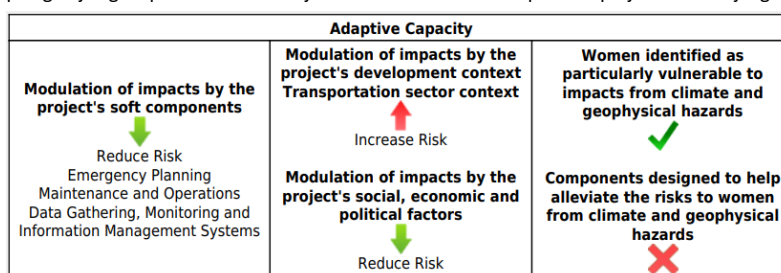 Adaptive Capacity
Modulation of impacts by the
project's soft components
Reduce Risk
Emergency Planning
Maintenance and Operations
Data Gathering, Monitoring and
Information Management Systems
Modulation of impacts by the
project's development context
Transportation sector context
Increase Risk
Modulation of impacts by the
project's social, economic and
political factors
Reduce Risk
Women identified as
particularly vulnerable to
impacts from climate and
geophysical hazards
Components designed to help
alleviate the risks to women
from climate and geophysical
hazards